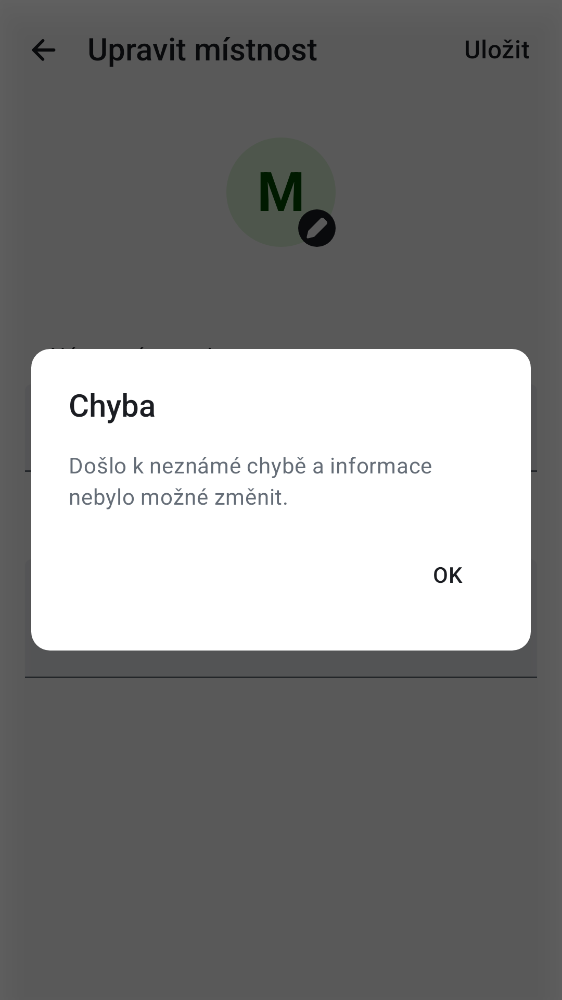 Upravit místnost
Uložit
M
Chyba
Došlo k neznámé chybě a informace
nebylo možné změnit.
OK